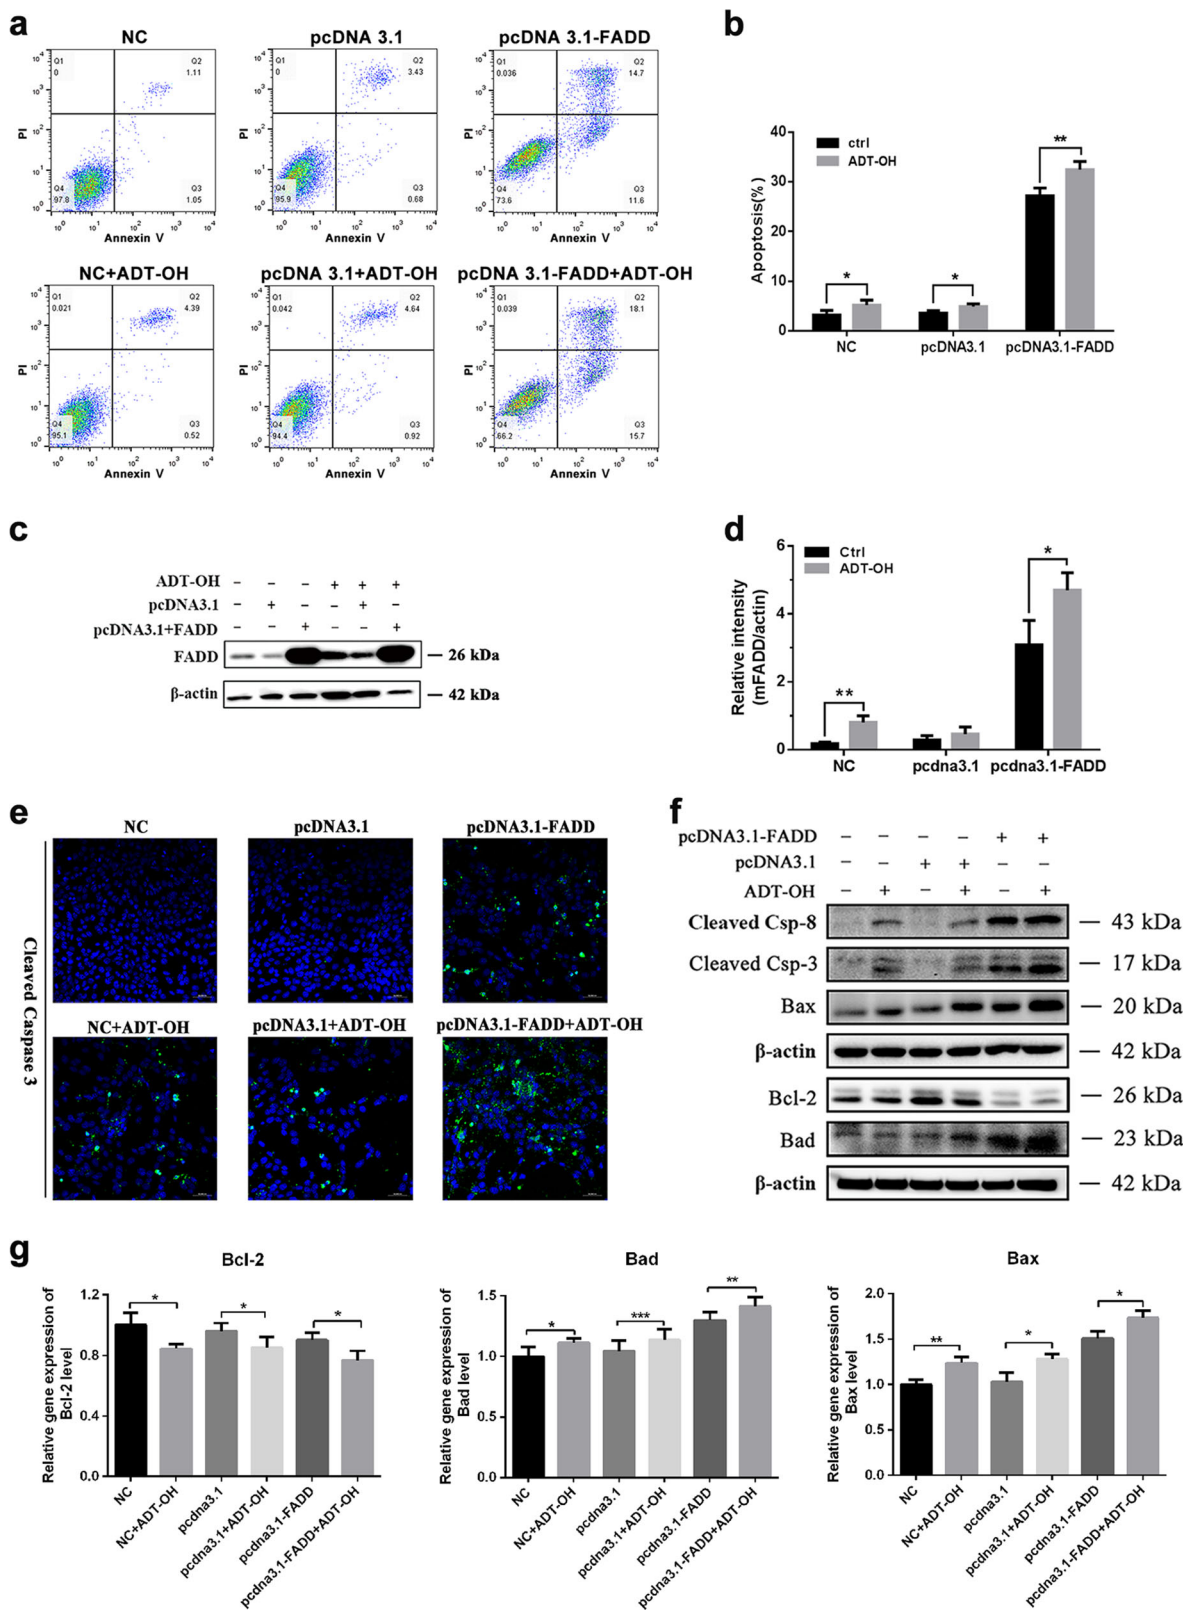 a
NC
pcDNA 3.1
pcDNA 3.1-FADD
Q1
0
Q2
1.11
Q4
97.8
Q3
1.05
PI
Annexin V
Q1
0
Q2
3.43
Q4
95.9
Q3
0.68
PI
Annexin V
Q1
0.036
Q2
14.7
Q4
73.6
Q3
11.6
PI
Annexin V
NC+ADT-OH
pcDNA 3.1+ADT-OH
pcDNA 3.1-FADD+ADT-OH
Q1
0.021
Q2
4.39
Q4
95.1
Q3
0.52
PI
Annexin V
Q1
0.042
Q2
4.64
Q4
94.4
Q3
0.92
PI
Annexin V
Q1
0.039
Q2
18.1
Q4
66.2
Q3
15.7
PI
Annexin V
b
Apoptosis(%)
40
30
20
10
0
ctrl
ADT-OH
*
*
**
NC
pcDNA3.1
pcDNA3.1-FADD
c
ADT-OH − − − + + +
pcDNA3.1 − + − − + −
pcDNA3.1+FADD − − + − − +
FADD — 26 kDa
β-actin — 42 kDa
d
Relative intensity
(mFADD/actin)
6
4
2
0
Ctrl
ADT-OH
**
*
NC
pcdna3.1
pcdna3.1-FADD
e
Cleaved Caspase 3
NC
pcDNA3.1
pcDNA3.1-FADD
NC+ADT-OH
pcDNA3.1+ADT-OH
pcDNA3.1-FADD+ADT-OH
f
pcDNA3.1-FADD − − − − + +
pcDNA3.1 − − + + − −
ADT-OH − + − + − +
Cleaved Csp-8 — 43 kDa
Cleaved Csp-3 — 17 kDa
Bax — 20 kDa
β-actin — 42 kDa
Bcl-2 — 26 kDa
Bad — 23 kDa
β-actin — 42 kDa
g
Bcl-2
Relative gene expression of
Bcl-2 level
1.2
0.8
0.4
0.0
*
*
*
NC
NC+ADT-OH
pcdna3.1
pcdna3.1+ADT-OH
pcdna3.1-FADD
pcdna3.1-FADD+ADT-OH
Bad
Relative gene expression of
Bad level
1.5
1.0
0.5
0.0
*
***
**
NC
NC+ADT-OH
pcdna3.1
pcdna3.1+ADT-OH
pcdna3.1-FADD
pcdna3.1-FADD+ADT-OH
Bax
Relative gene expression of
Bax level
2.0
1.5
1.0
0.5
0.0
**
*
*
NC
NC+ADT-OH
pcdna3.1
pcdna3.1+ADT-OH
pcdna3.1-FADD
pcdna3.1-FADD+ADT-OH